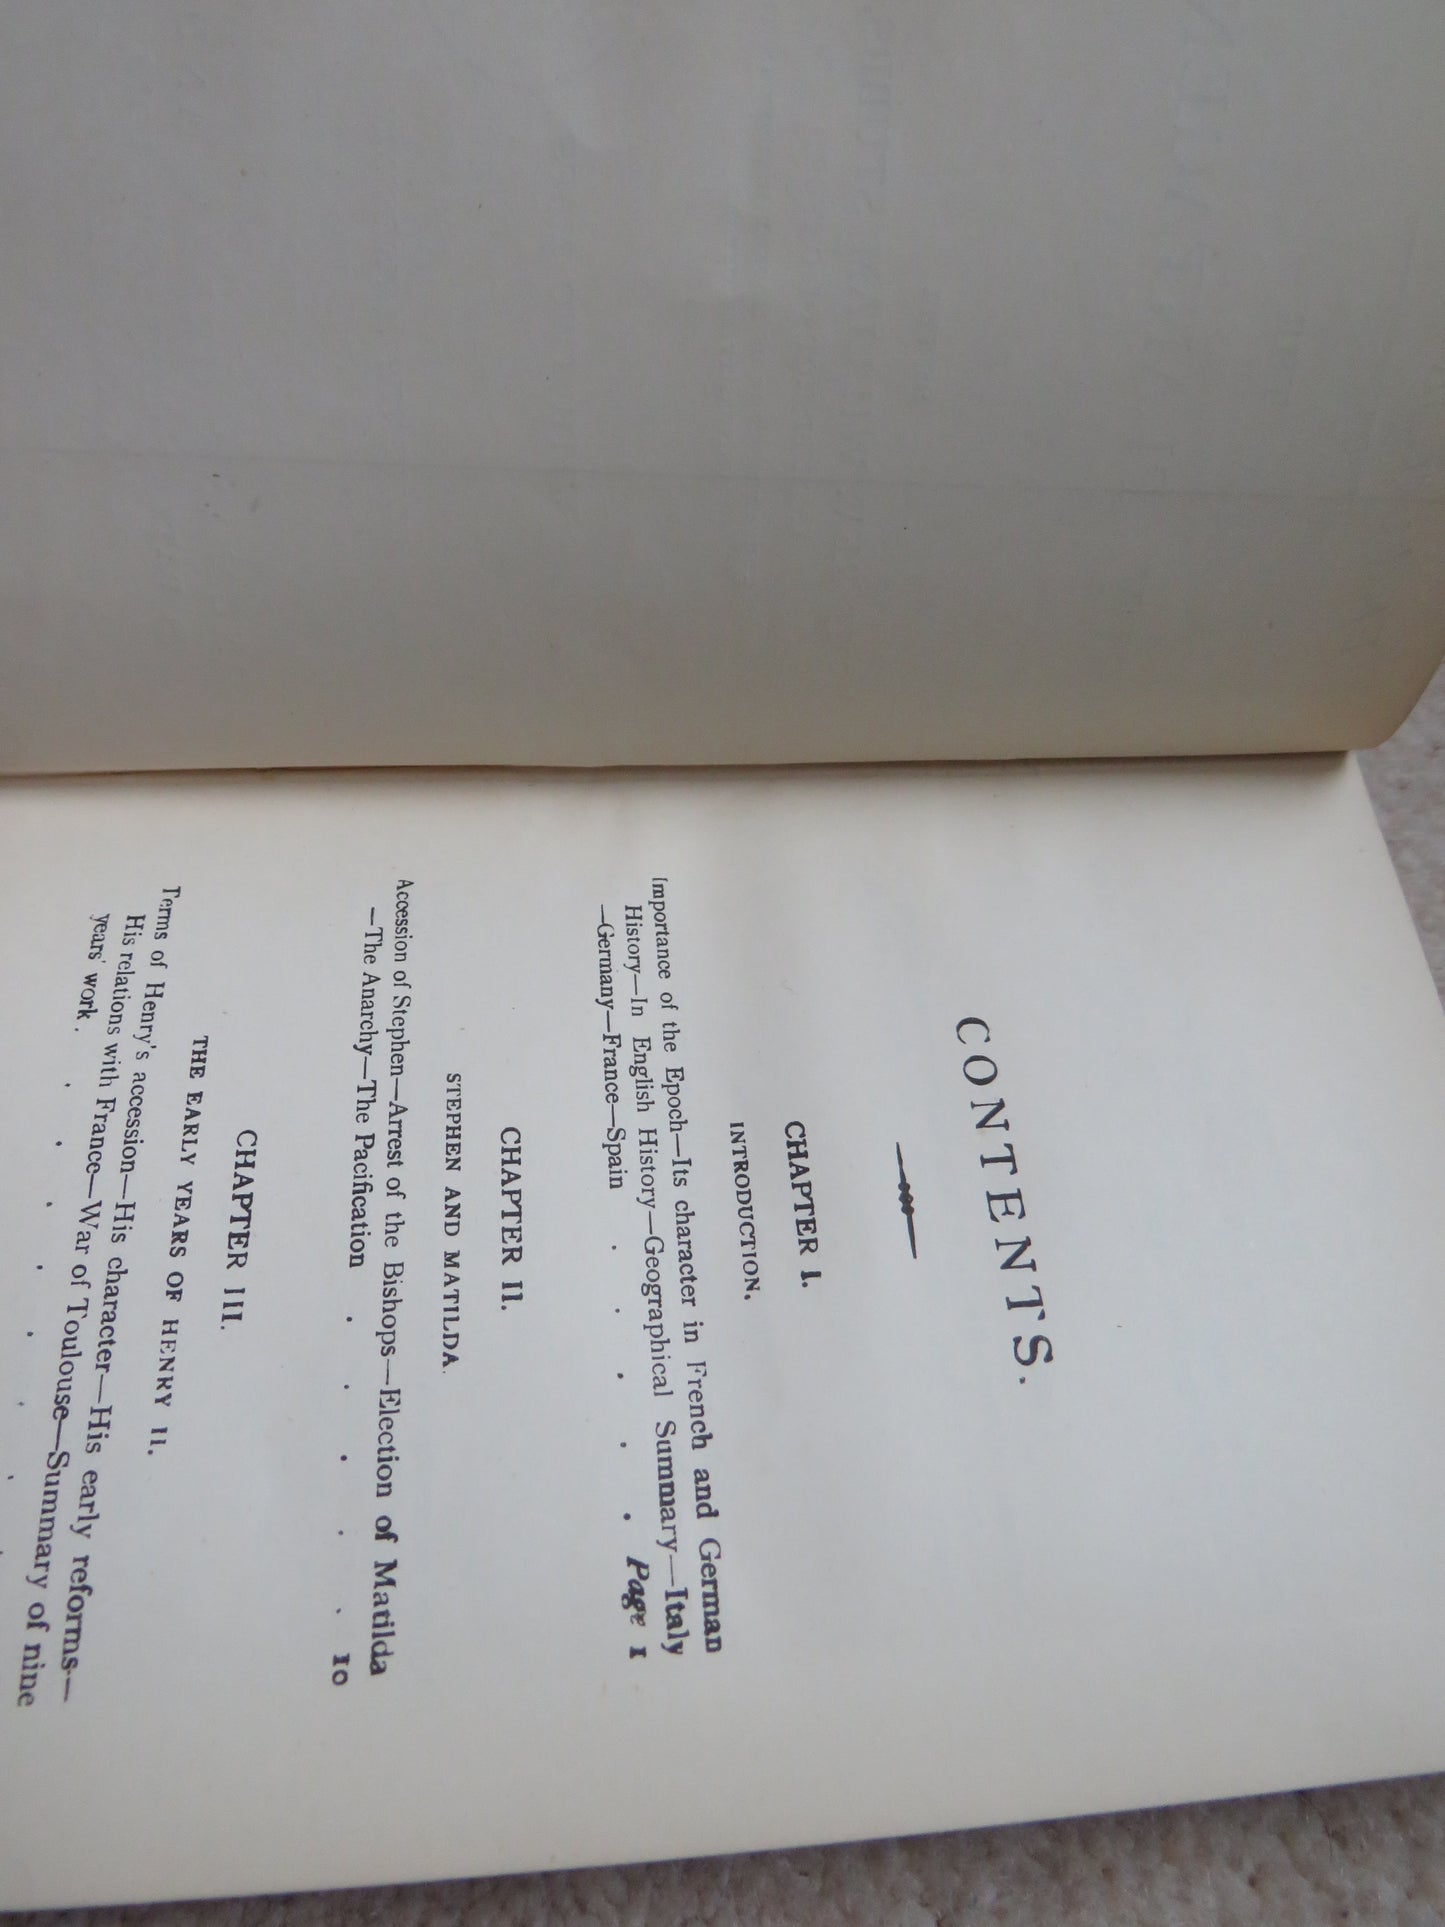 CONTENTS.
CHAPTER I.
INTRODUCTION.
Importance of the Epoch—Its character in French and German
History—In English History—Geographical Summary—Italy
—Germany—France—Spain . . . . . Page 1
CHAPTER II.
STEPHEN AND MATILDA.
Accession of Stephen—Arrest of the Bishops—Election of Matilda
—The Anarchy—The Pacification . . . . . 10
CHAPTER III.
THE EARLY YEARS OF HENRY II.
Terms of Henry's accession—His character—His early reforms—
His relations with France—War of Toulouse—Summary of nine
years' work . . . . . . . .